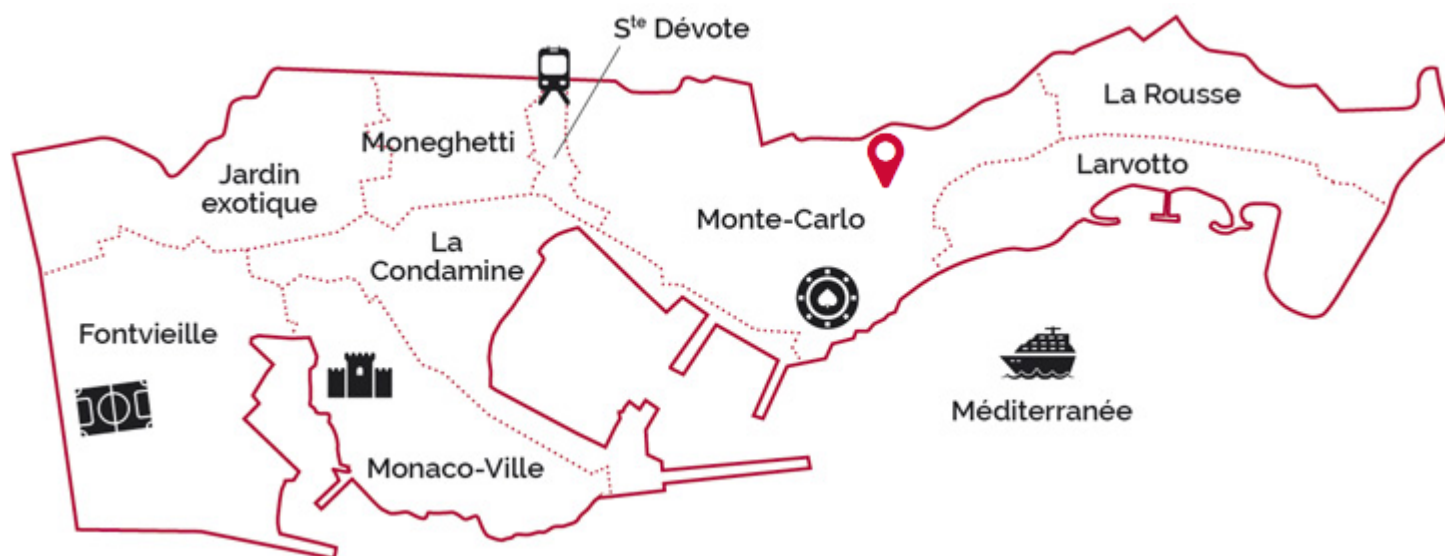 Sᵗᵉ Dévote
La Rousse
Moneghetti
Larvotto
Jardin
exotique
Monte-Carlo
La
Condamine
Fontvieille
Méditerranée
Monaco-Ville